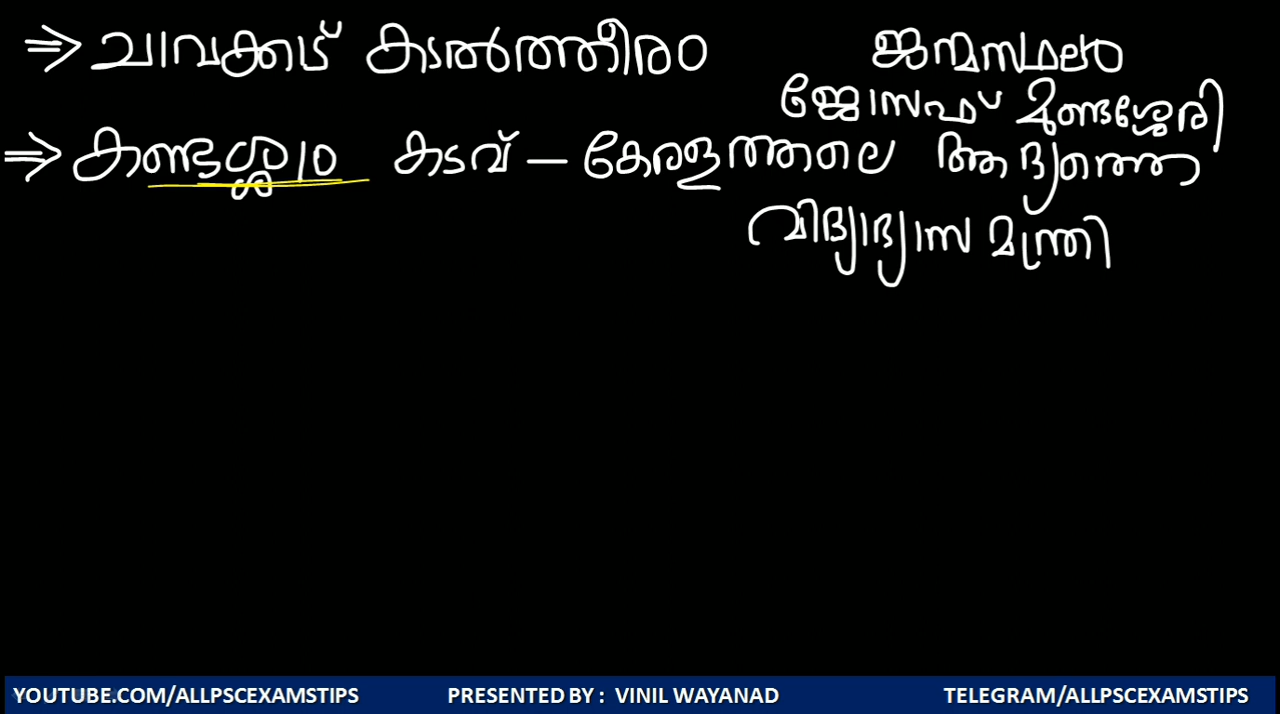 ⇒ ചാവക്കാട് കടൽത്തീരം
ജന്മസ്ഥലം
ജോസഫ് മുണ്ടശ്ശേരി
⇒ കണ്ടശ്ശാം കടവ് – കേരളത്തലെ ആദ്യത്തെ
വിദ്യാഭ്യാസ മന്ത്രി
YOUTUBE.COM/ALLPSCEXAMSTIPS PRESENTED BY : VINIL WAYANAD TELEGRAM/ALLPSCEXAMSTIPS